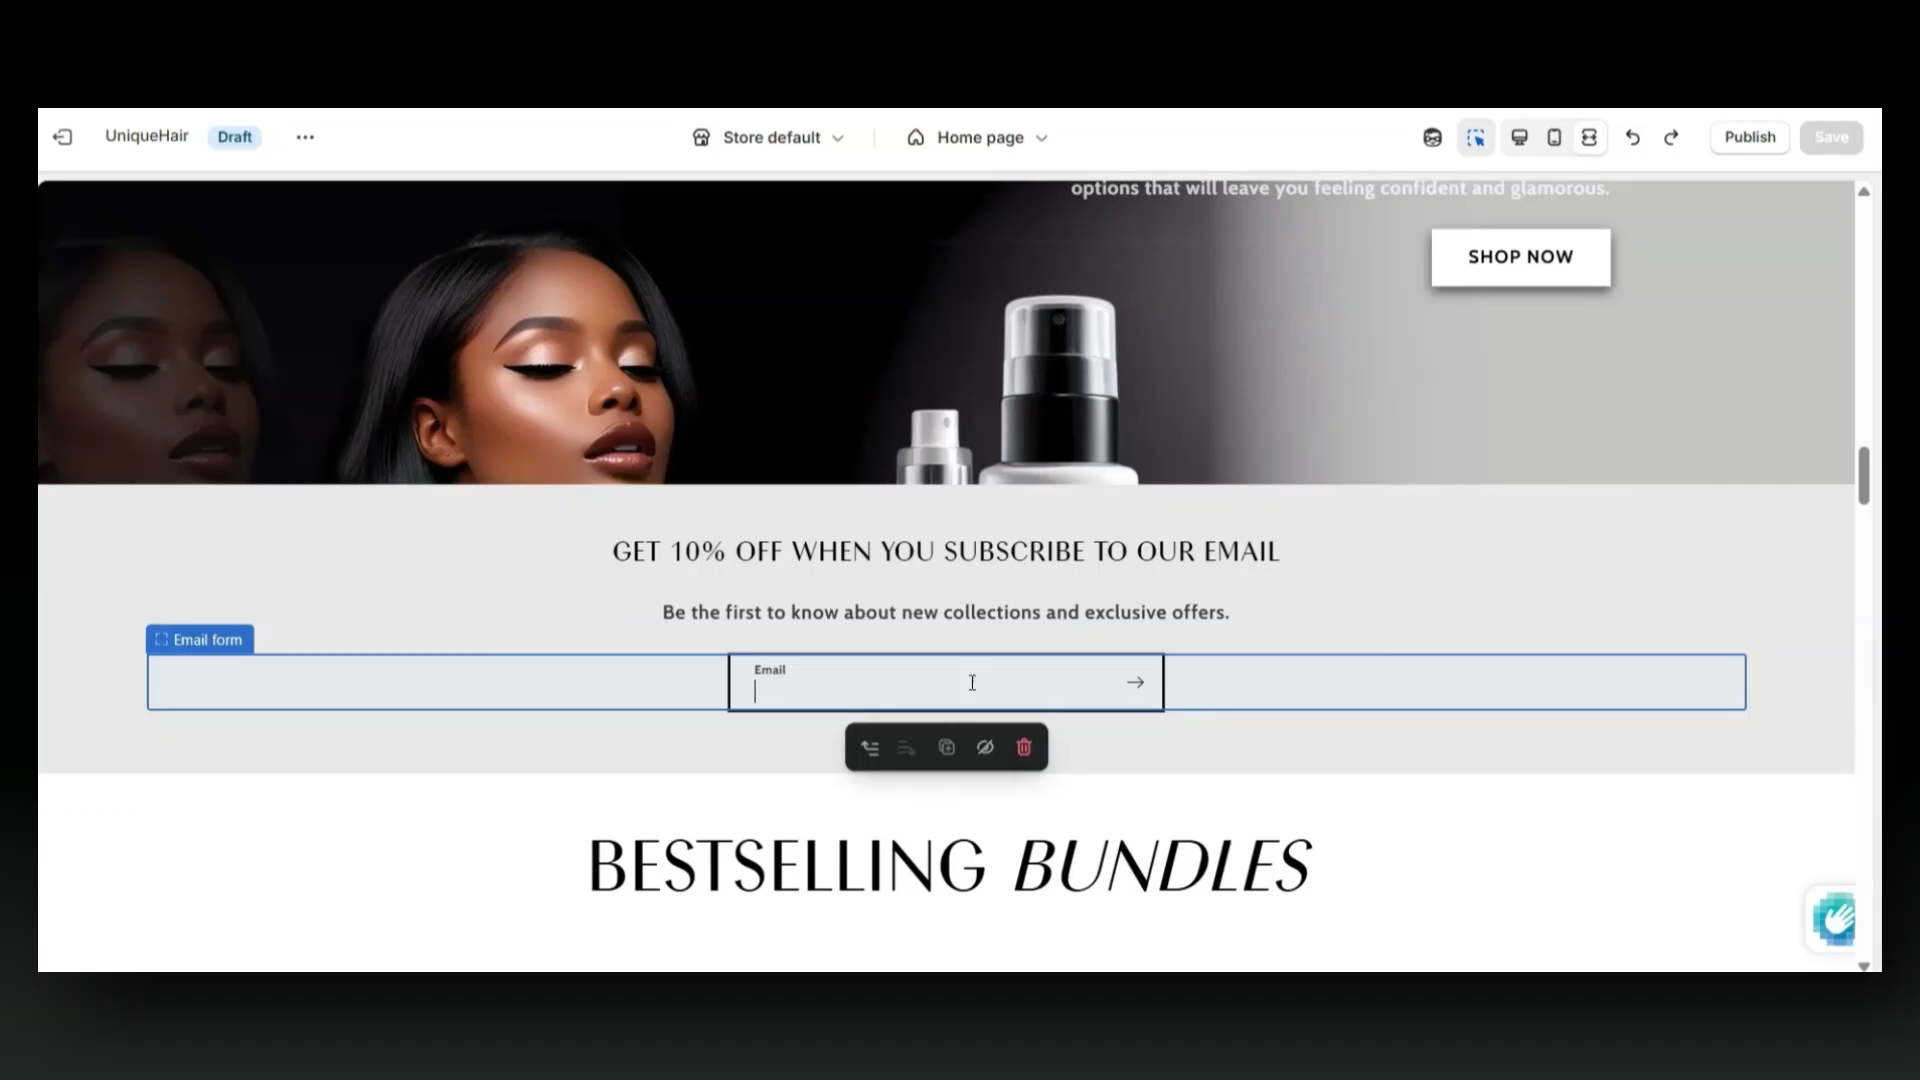 UniqueHair Draft Store default Home page Publish Save
options that will leave you feeling confident and glamorous.
SHOP NOW
GET 10% OFF WHEN YOU SUBSCRIBE TO OUR EMAIL
Be the first to know about new collections and exclusive offers.
Email form
Email
BESTSELLING BUNDLES